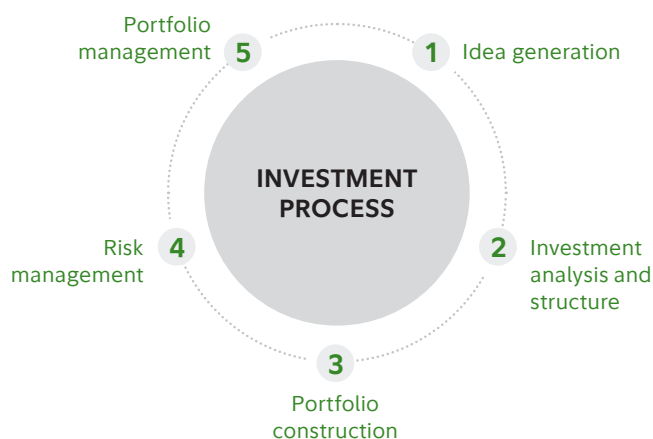 INVESTMENT
PROCESS
1
Idea generation
2
Investment
analysis and
structure
3
Portfolio
construction
4
Risk
management
5
Portfolio
management